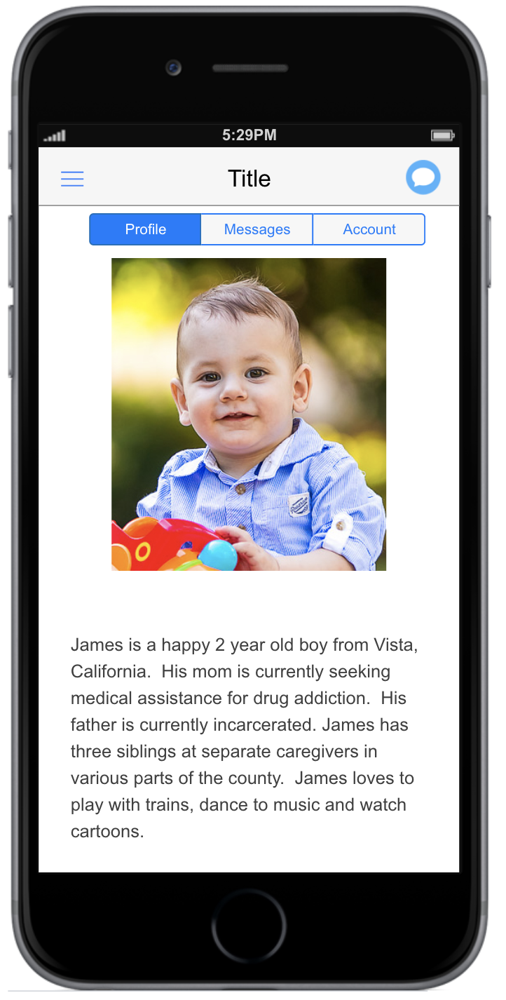 5:29PM
Title
Profile Messages Account
James is a happy 2 year old boy from Vista,
California.  His mom is currently seeking
medical assistance for drug addiction.  His
father is currently incarcerated. James has
three siblings at separate caregivers in
various parts of the county.  James loves to
play with trains, dance to music and watch
cartoons.